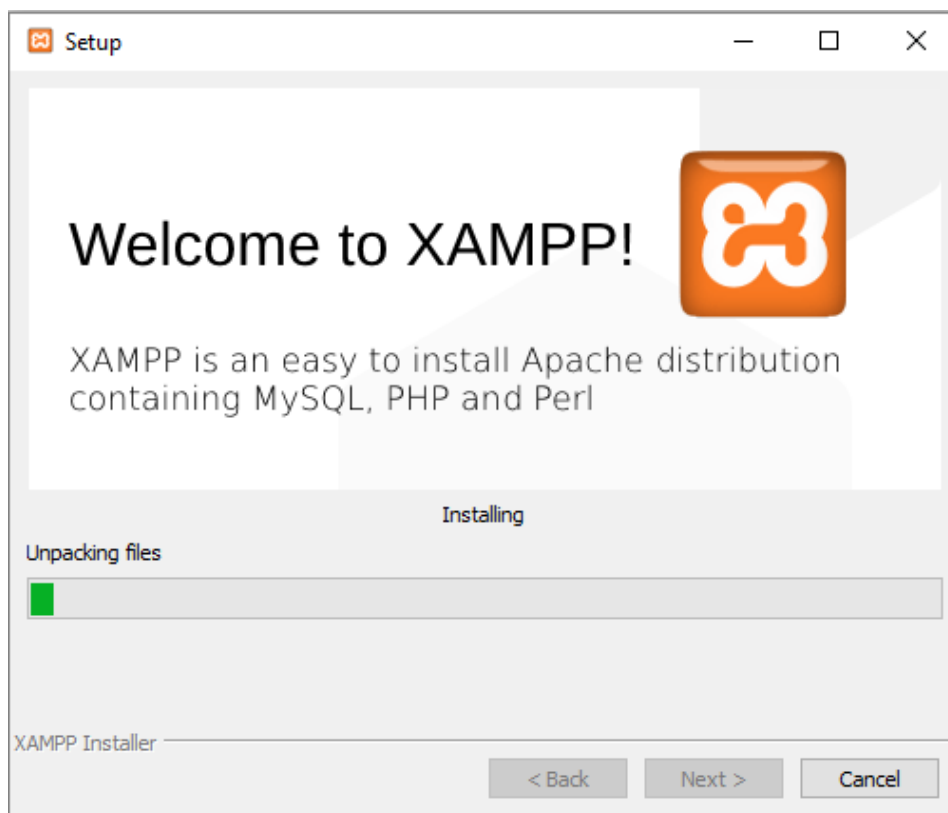 Setup
Welcome to XAMPP!
XAMPP is an easy to install Apache distribution
containing MySQL, PHP and Perl
Installing
Unpacking files
XAMPP Installer
< Back
Next >
Cancel